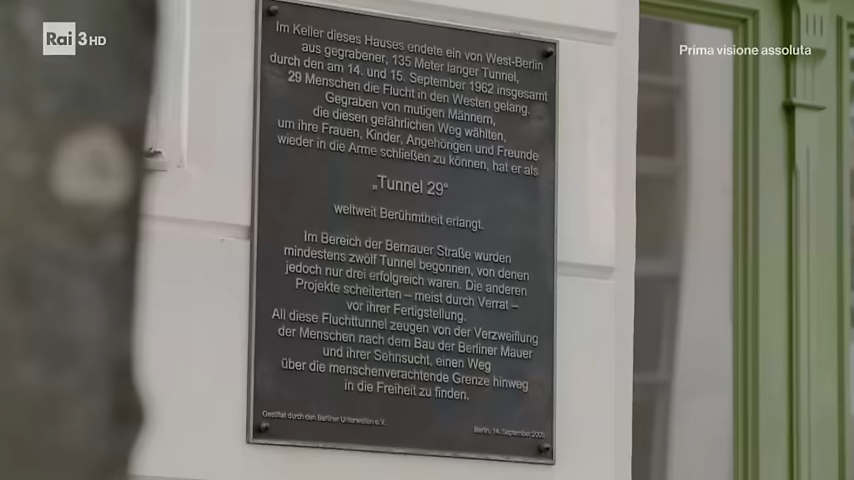 Rai 3 HD
Prima visione assoluta
Im Keller dieses Hauses endete ein von West-Berlin
aus gegrabener, 135 Meter langer Tunnel,
durch den am 14. und 15. September 1962 insgesamt
29 Menschen die Flucht in den Westen gelang.
Gegraben von mutigen Männern,
die diesen gefährlichen Weg wählten,
um ihre Frauen, Kinder, Angehörigen und Freunde
wieder in die Arme schließen zu können, hat er als
„Tunnel 29“
weltweit Berühmtheit erlangt.
Im Bereich der Bernauer Straße wurden
mindestens zwölf Tunnel begonnen, von denen
jedoch nur drei erfolgreich waren. Die anderen
Projekte scheiterten – meist durch Verrat –
vor ihrer Fertigstellung.
All diese Fluchttunnel zeugen von der Verzweiflung
der Menschen nach dem Bau der Berliner Mauer
und ihrer Sehnsucht, einen Weg
über die menschenverachtende Grenze hinweg
in die Freiheit zu finden.
Gestiftet durch den Berliner Unterwelten e.V.
Berlin, 14. September